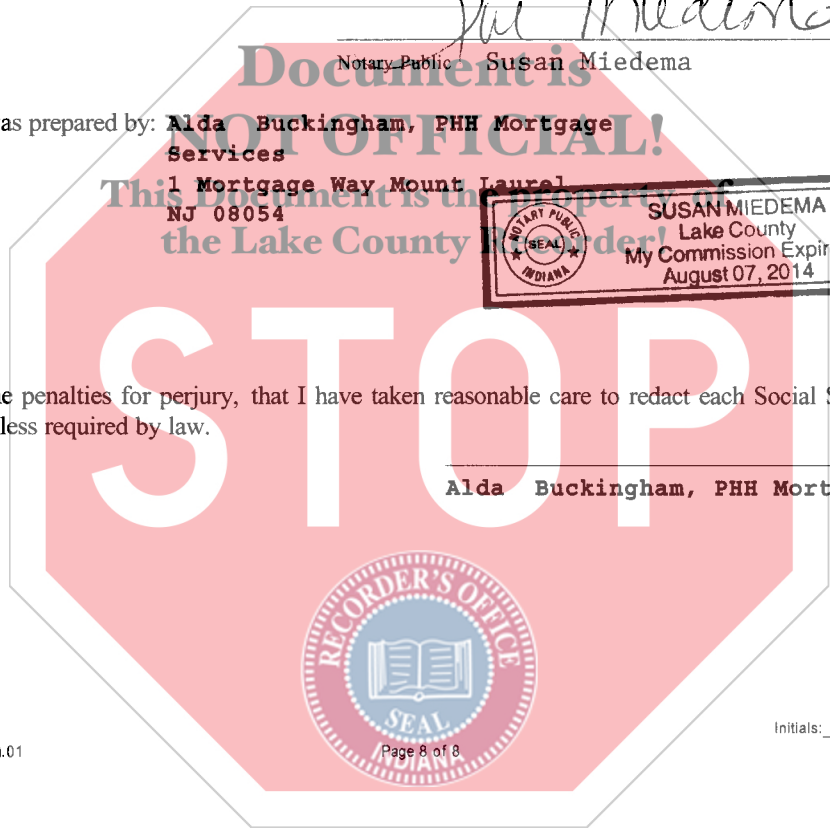 Susan Miedema
Notary Public Susan Miedema
Document is
NOT OFFICIAL!
This Document is the property of
the Lake County Recorder!
as prepared by: Alda Buckingham, PHH Mortgage
Services
1 Mortgage Way Mount Laurel
NJ 08054
SUSAN MIEDEMA
Lake County
My Commission Expir
August 07, 2014
NOTARY PUBLIC
SEAL
INDIANA
STOP
e penalties for perjury, that I have taken reasonable care to redact each Social S
less required by law.
Alda Buckingham, PHH Mort
RECORDER'S OFFICE
SEAL
INDIANA
Initials:_
.01
Page 8 of 8